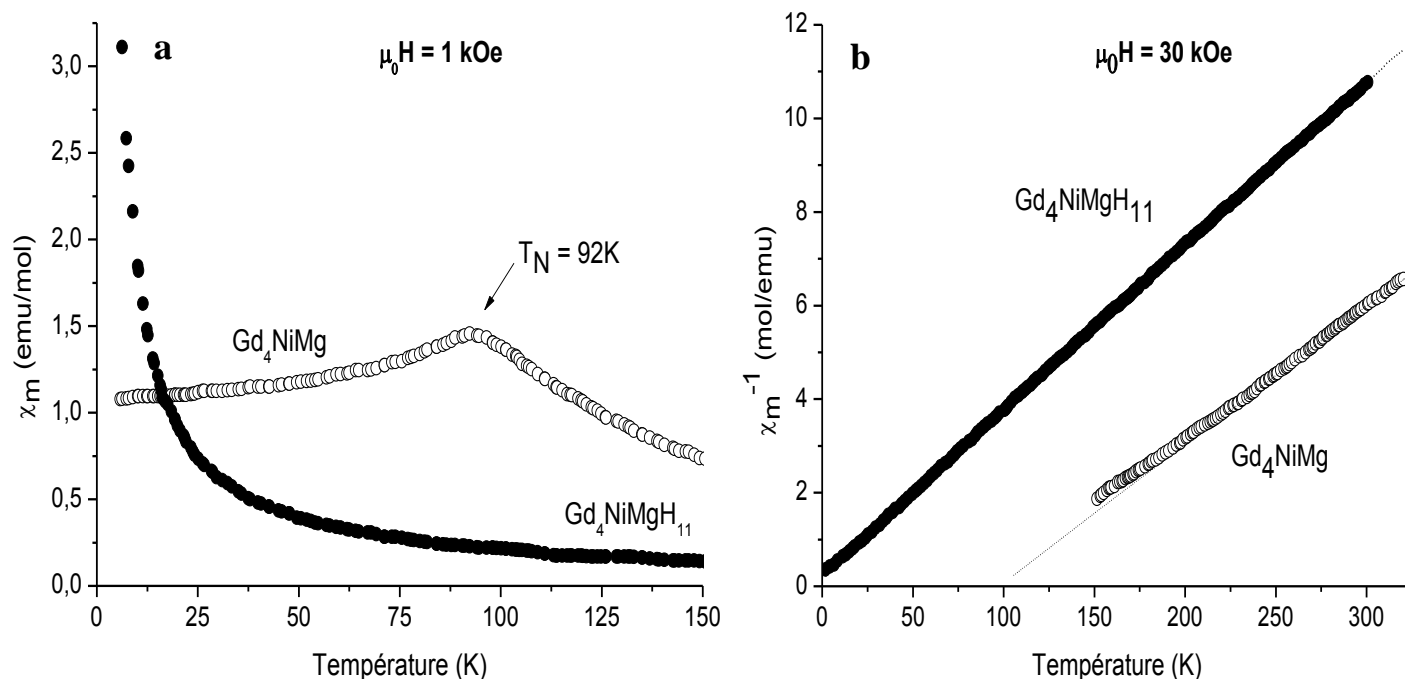 a
μ₀H = 1 kOe
3,0
2,5
2,0
1,5
1,0
0,5
0,0
χm (emu/mol)
T_N = 92K
Gd₄NiMg
Gd₄NiMgH₁₁
0
25
50
75
100
125
150
Température (K)
b
μ₀H = 30 kOe
12
10
8
6
4
2
0
χm⁻¹ (mol/emu)
Gd₄NiMgH₁₁
Gd₄NiMg
0
50
100
150
200
250
300
Température (K)